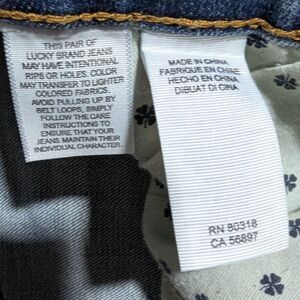 THIS PAIR OF
LUCKY BRAND JEANS
MAY HAVE INTENTIONAL
RIPS OR HOLES. COLOR
MAY TRANSFER TO LIGHTER
COLORED FABRICS.
AVOID PULLING UP BY
BELT LOOPS, SIMPLY
FOLLOW THE CARE
INSTRUCTIONS TO
ENSURE THAT YOUR
JEANS MAINTAIN THEIR
INDIVIDUAL CHARACTER.
MADE IN CHINA
FABRIQUE EN CHINE
HECHO EN CHINA
DIBUAT DI CINA
RN 80318
CA 56897